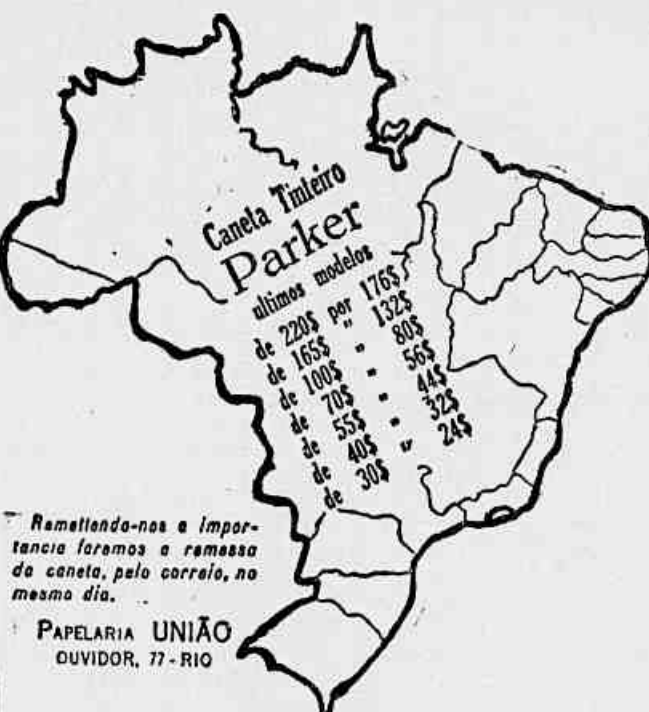 Caneta Tinteiro
Parker
ultimos modelos
de 220$ por 176$
de 165$ " 132$
de 100$ " 80$
de 70$ " 56$
de 55$ " 44$
de 40$ " 32$
de 30$ " 24$
Remettendo-nos a impor-
tancia faremos a remessa
da caneta, pelo correio, no
mesmo dia.
PAPELARIA UNIÃO
OUVIDOR, 77 - RIO